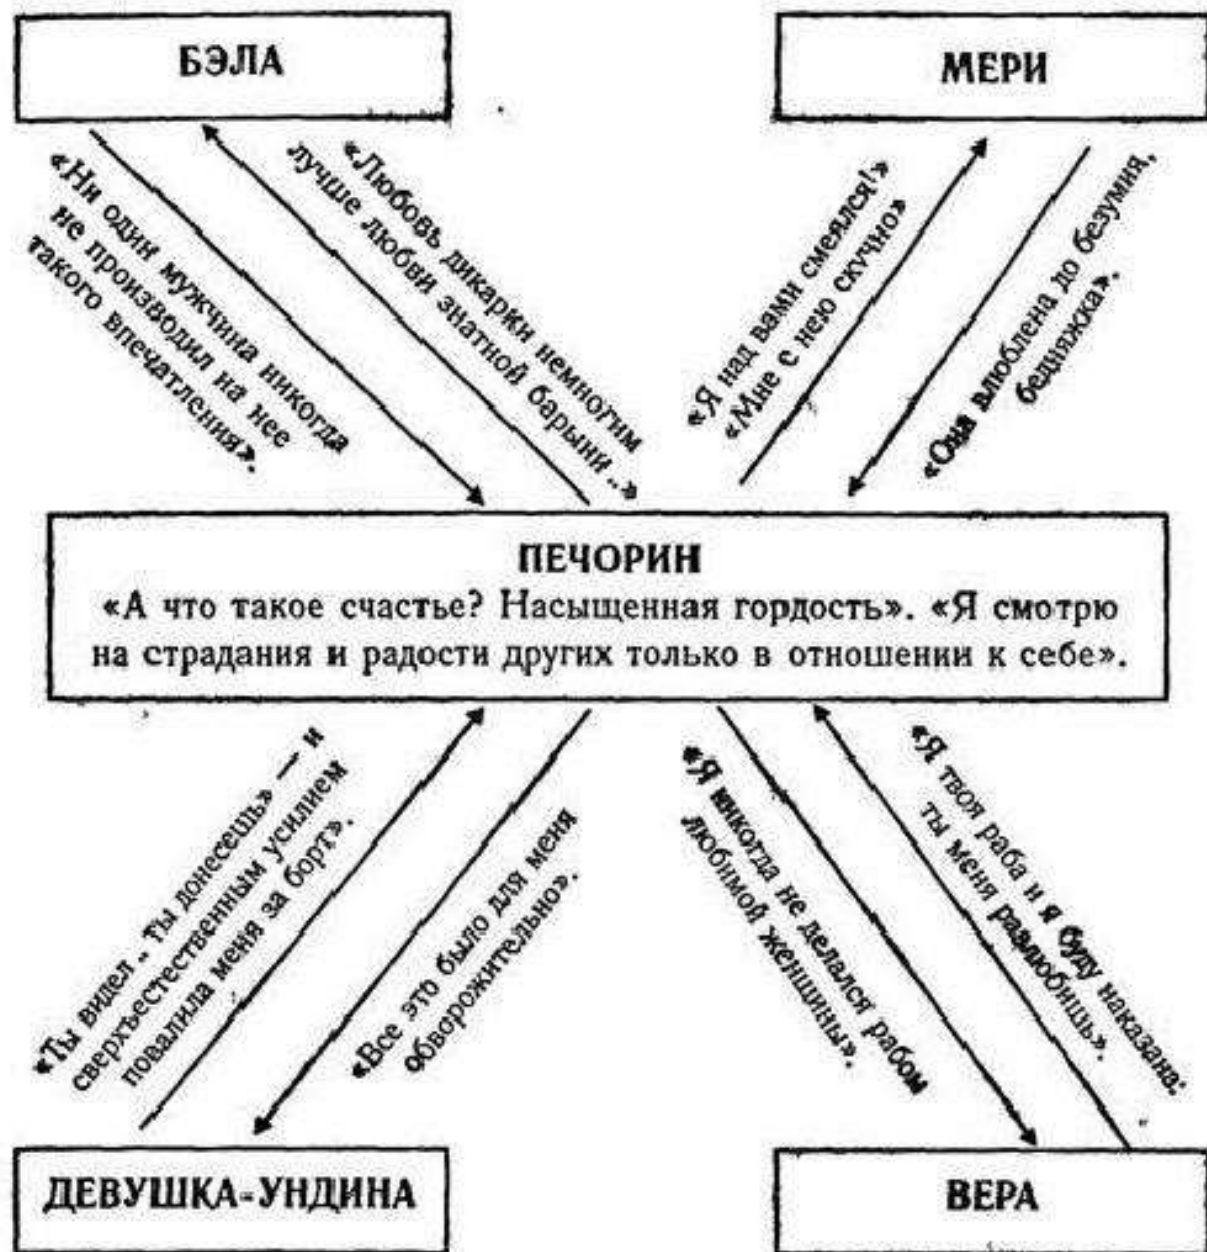 БЭЛА
МЕРИ
«Ни один мужчина никогда
не производил на нее
такого впечатления».
«Любовь дикарки немногим
лучше любви знатной барыни...»
«Я над вами смеялся!»
«Мне с нею скучно»
«Она влюблена до безумия,
бедняжка».
ПЕЧОРИН
«А что такое счастье? Насыщенная гордость». «Я смотрю
на страдания и радости других только в отношении к себе».
«Ты видел.. ты донесешь» — и
сверхъестественным усилием
повалила меня за борт».
«Все это было для меня
обворожительно».
«Я никогда не делался рабом
любимой женщины».
«Я твоя раба и я буду наказана:
ты меня разлюбишь».
ДЕВУШКА-УНДИНА
ВЕРА